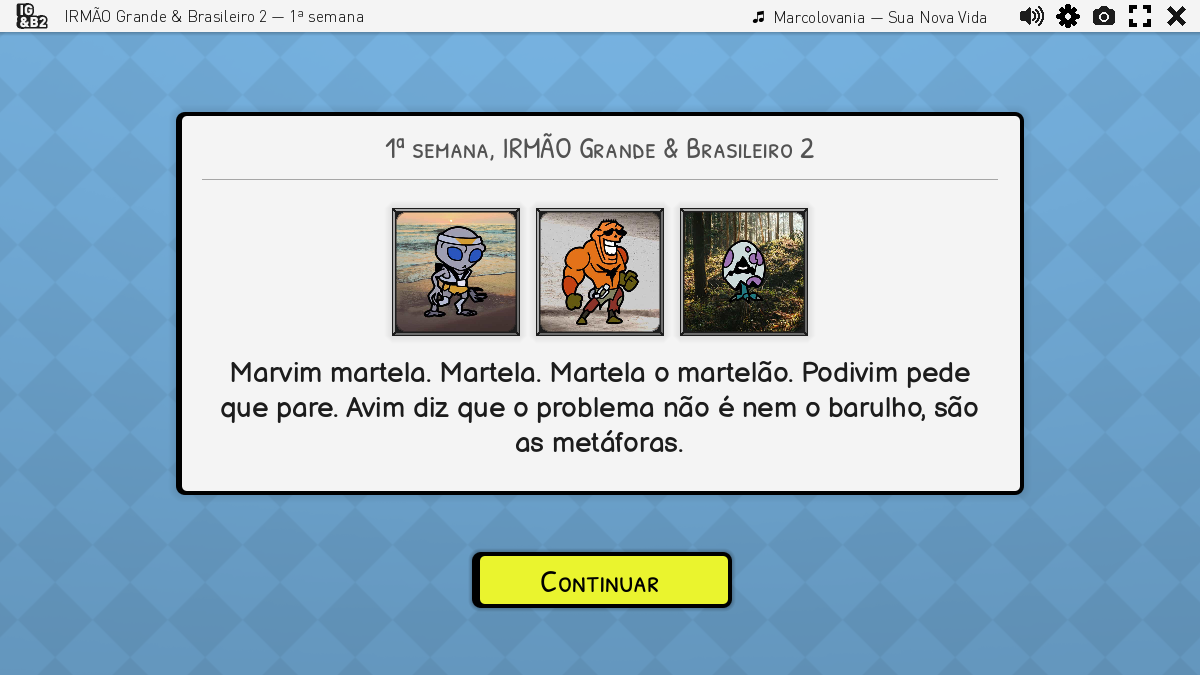 IG
&B2
IRMÃO Grande & Brasileiro 2 — 1ª semana
Marcolovania — Sua Nova Vida
1ª semana, IRMÃO Grande & Brasileiro 2
Marvim martela. Martela. Martela o martelão. Podivim pede
que pare. Avim diz que o problema não é nem o barulho, são
as metáforas.
Continuar